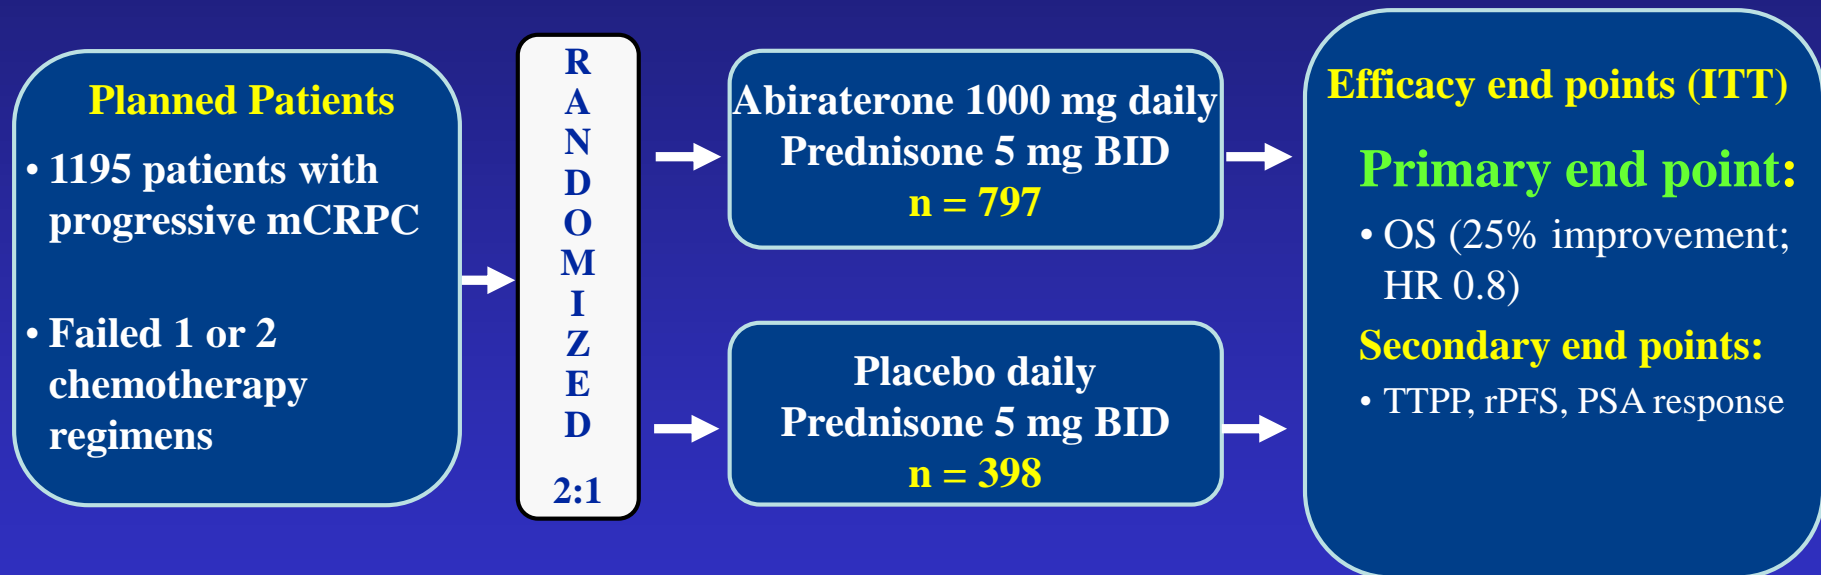 Planned Patients
• 1195 patients with
progressive mCRPC
• Failed 1 or 2
chemotherapy
regimens
R
A
N
D
O
M
I
Z
E
D
2:1
Abiraterone 1000 mg daily
Prednisone 5 mg BID
n = 797
Placebo daily
Prednisone 5 mg BID
n = 398
Efficacy end points (ITT)
Primary end point:
• OS (25% improvement;
HR 0.8)
Secondary end points:
• TTPP, rPFS, PSA response